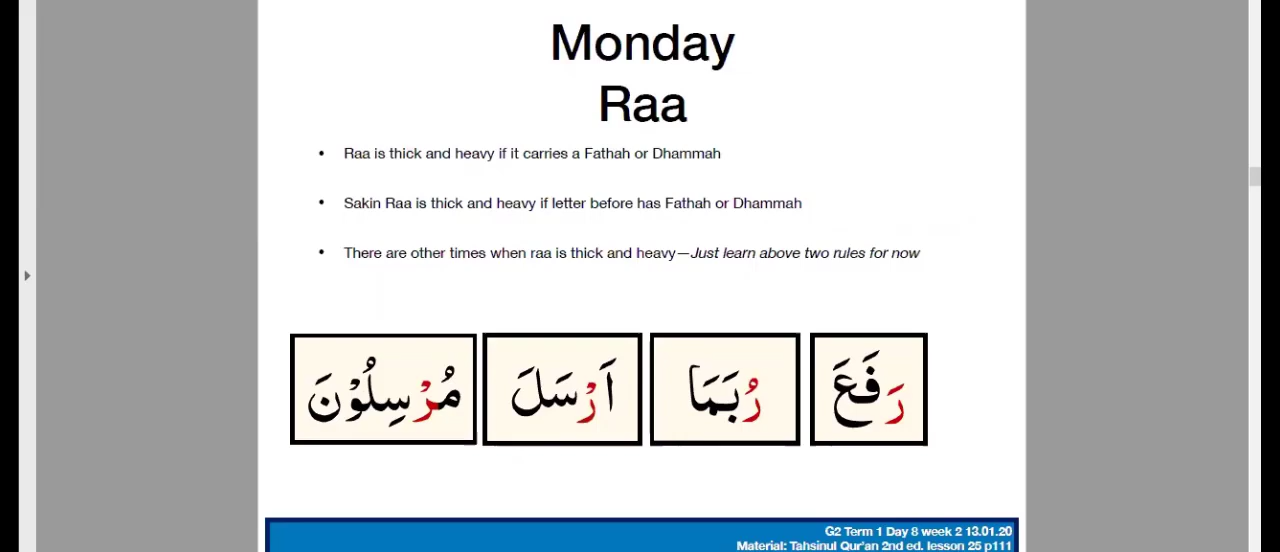 Monday
Raa
• Raa is thick and heavy if it carries a Fathah or Dhammah
• Sakin Raa is thick and heavy if letter before has Fathah or Dhammah
• There are other times when raa is thick and heavy—Just learn above two rules for now
رَفَعَ
رُبَمَا
اَرْسَلَ
مُرْسِلُوْنَ
G2 Term 1 Day 8 week 2 13.01.20
Material: Tahsinul Qur'an 2nd ed. lesson 25 p111